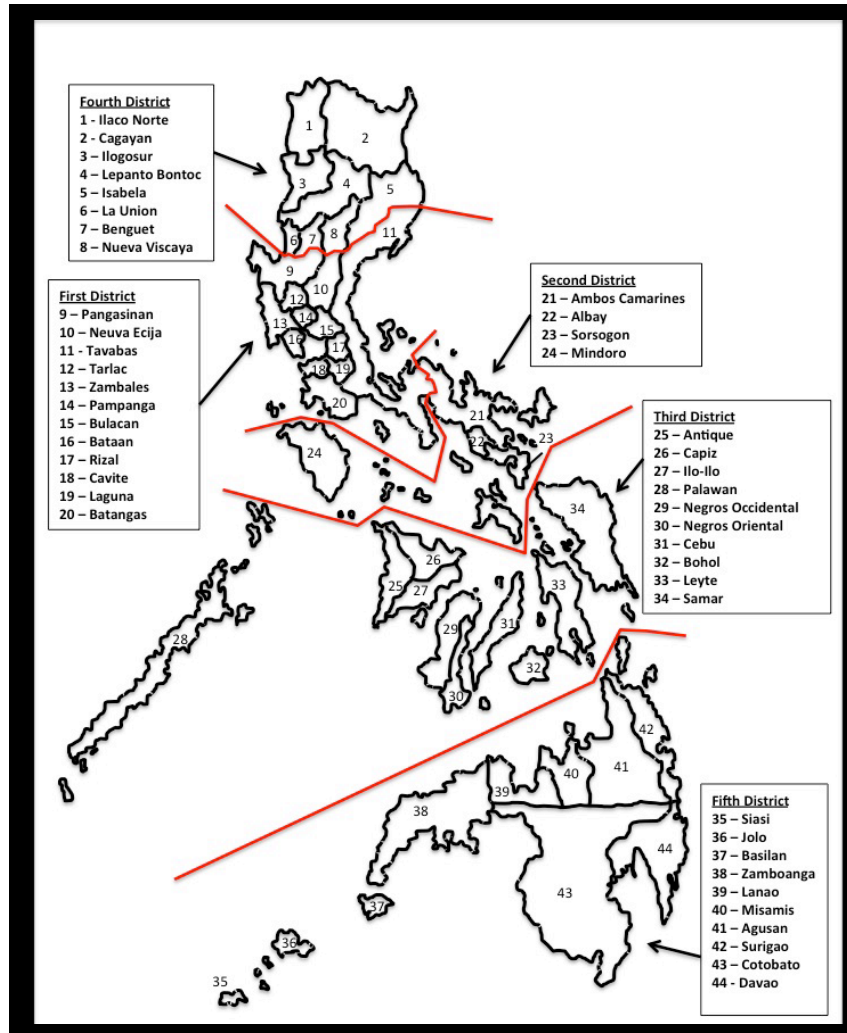 Fourth District
1 - Ilaco Norte
2 - Cagayan
3 – Ilogosur
4 – Lepanto Bontoc
5 – Isabela
6 – La Union
7 – Benguet
8 – Nueva Viscaya
First District
9 – Pangasinan
10 – Neuva Ecija
11 - Tavabas
12 – Tarlac
13 – Zambales
14 – Pampanga
15 – Bulacan
16 – Bataan
17 – Rizal
18 – Cavite
19 – Laguna
20 – Batangas
Second District
21 – Ambos Camarines
22 – Albay
23 – Sorsogon
24 – Mindoro
Third District
25 – Antique
26 – Capiz
27 – Ilo-Ilo
28 – Palawan
29 – Negros Occidental
30 – Negros Oriental
31 – Cebu
32 – Bohol
33 – Leyte
34 – Samar
Fifth District
35 – Siasi
36 – Jolo
37 – Basilan
38 – Zamboanga
39 – Lanao
40 – Misamis
41 – Agusan
42 – Surigao
43 – Cotobato
44 - Davao
1
2
3
4
5
6
7
8
11
9
10
12
13
14
15
16
17
18
19
20
21
22
23
24
34
26
25
27
33
29
31
28
32
30
42
41
40
39
38
44
43
37
36
35